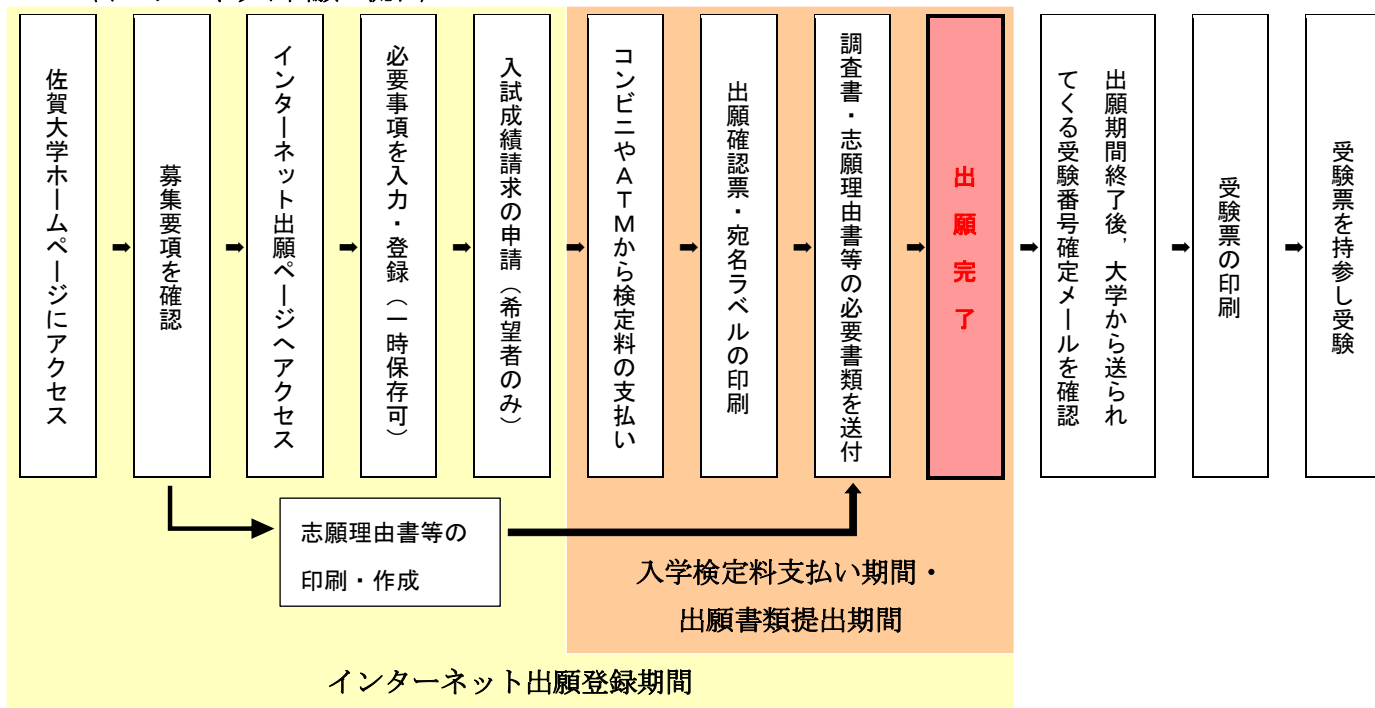 佐賀大学ホームページにアクセス
➡
募集要項を確認
➡
インターネット出願ページへアクセス
➡
必要事項を入力・登録（一時保存可）
➡
入試成績請求の申請（希望者のみ）
➡
コンビニやＡＴＭから検定料の支払い
➡
出願確認票・宛名ラベルの印刷
➡
調査書・志願理由書等の必要書類を送付
➡
出願完了
➡
出願期間終了後，大学から送られ
てくる受験番号確定メールを確認
➡
受験票の印刷
➡
受験票を持参し受験
志願理由書等の
印刷・作成
入学検定料支払い期間・
出願書類提出期間
インターネット出願登録期間